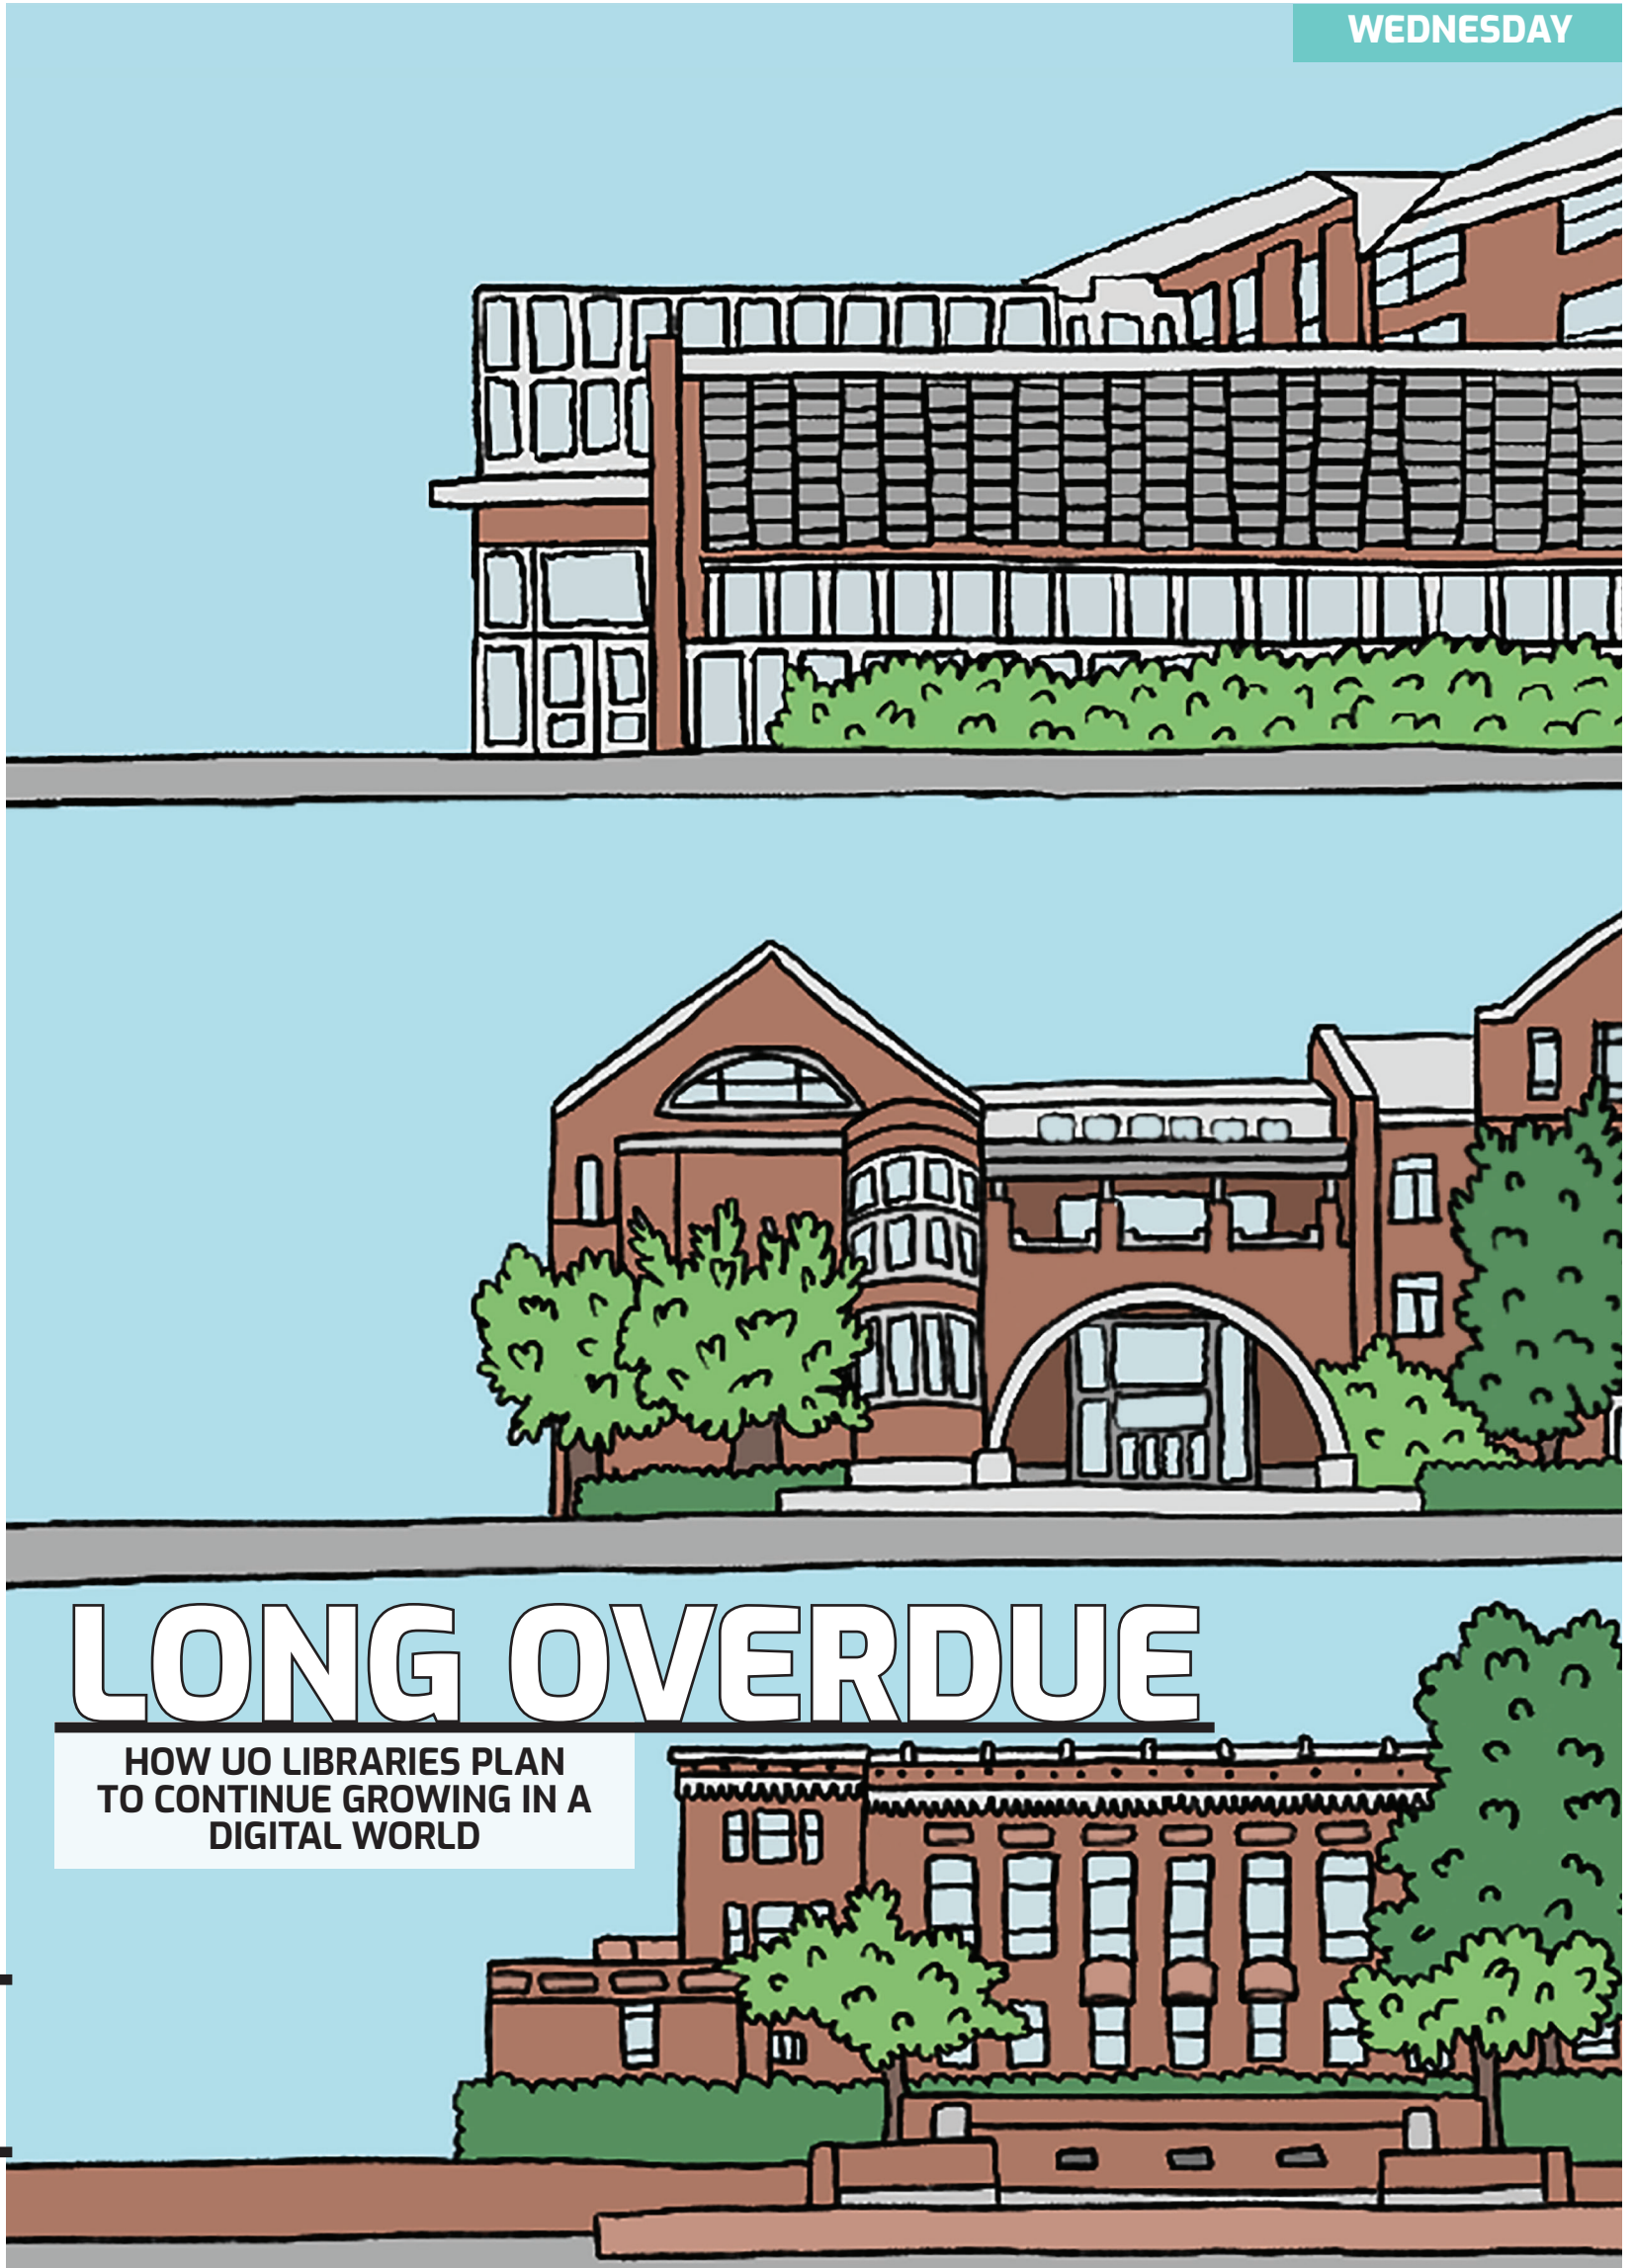 WEDNESDAY
LONG OVERDUE
HOW UO LIBRARIES PLAN
TO CONTINUE GROWING IN A
DIGITAL WORLD